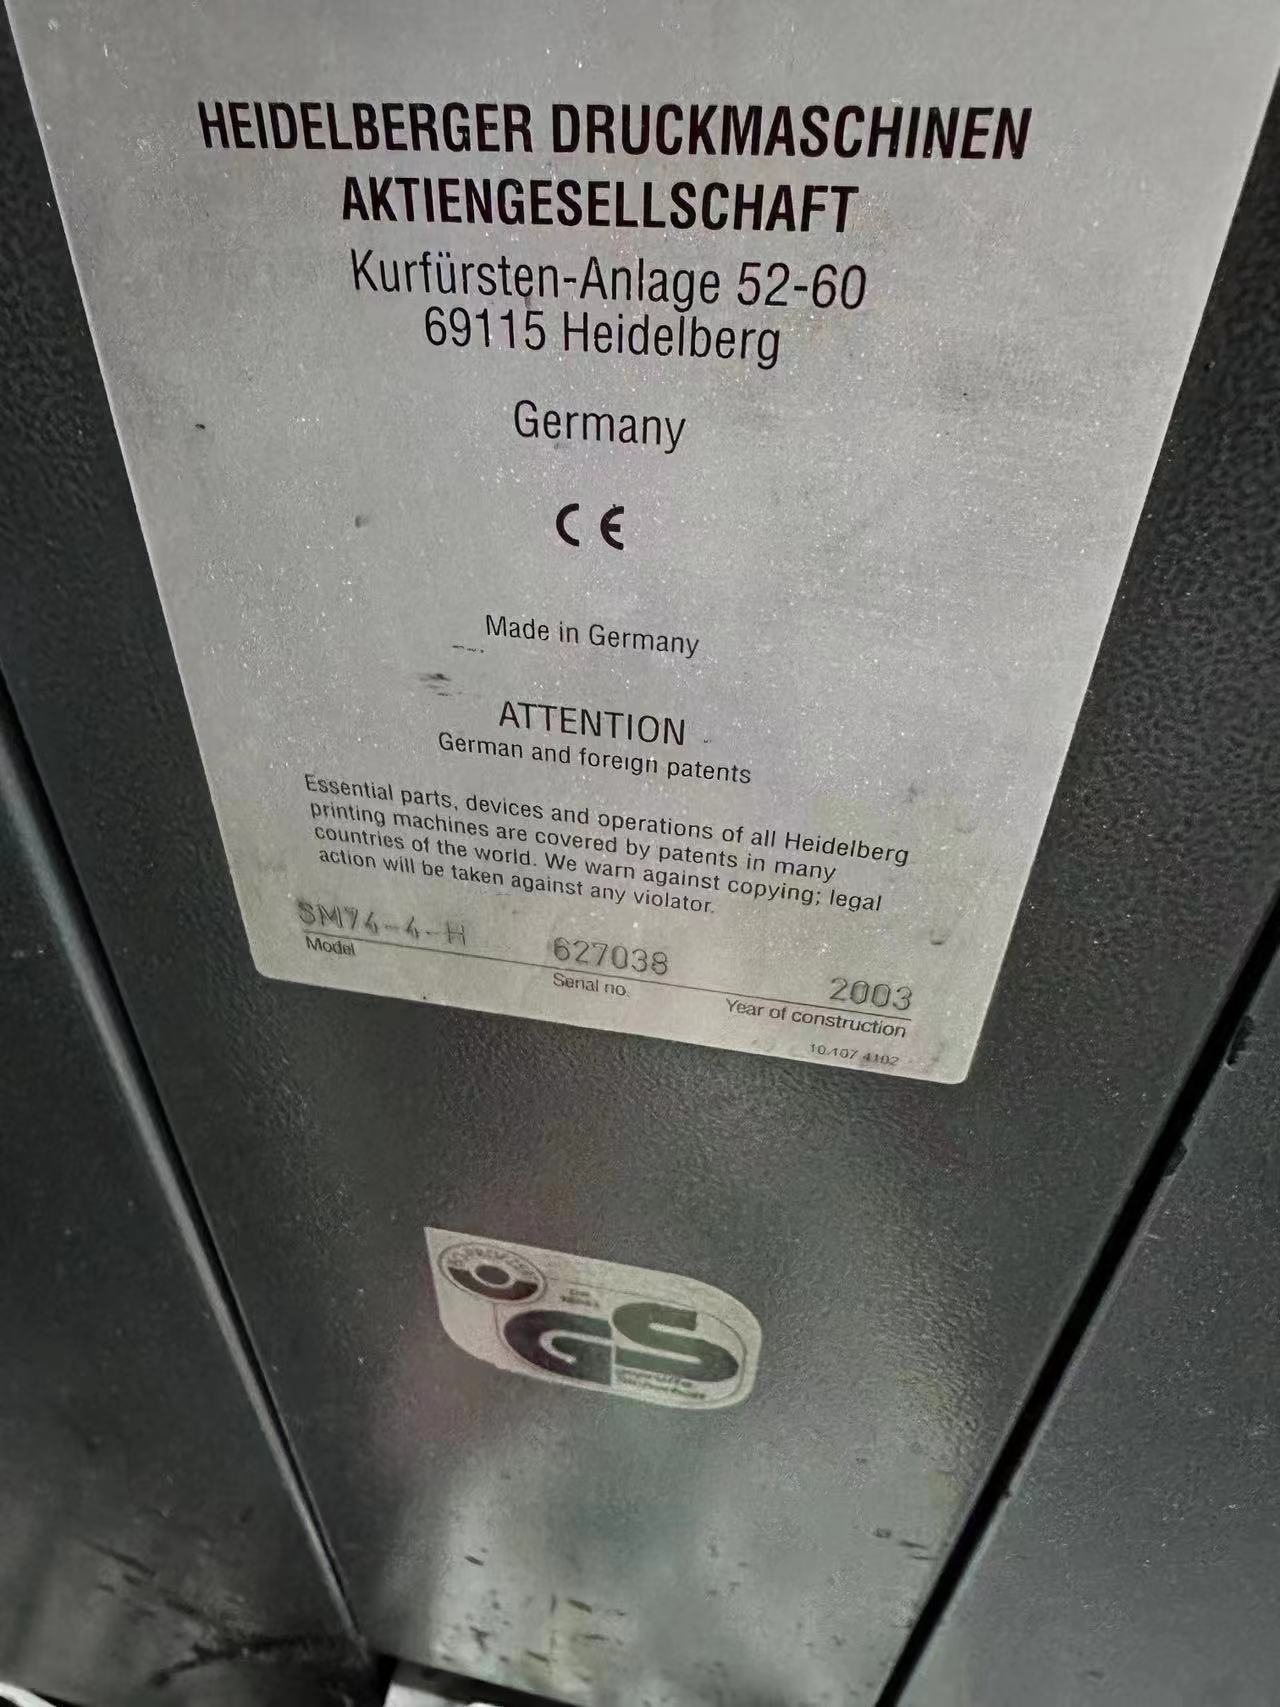 HEIDELBERGER DRUCKMASCHINEN
AKTIENGESELLSCHAFT
Kurfürsten-Anlage 52-60
69115 Heidelberg
Germany
CE
Made in Germany
ATTENTION
German and foreign patents
Essential parts, devices and operations of all Heidelberg
printing machines are covered by patents in many
countries of the world. We warn against copying; legal
action will be taken against any violator.
SM74-4-H 627038 2003
Model Serial no. Year of construction
10.107 4102
GS